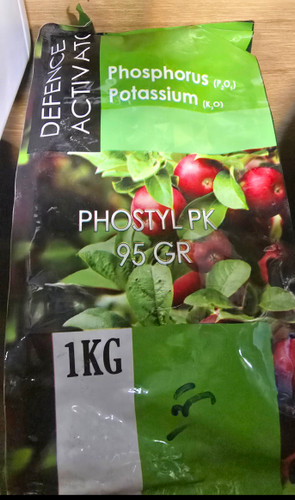 DEFENCE
ACTIVATO
Phosphorus (P₂O₅)
Potassium (K₂O)
PHOSTYL PK
95 GR
1KG